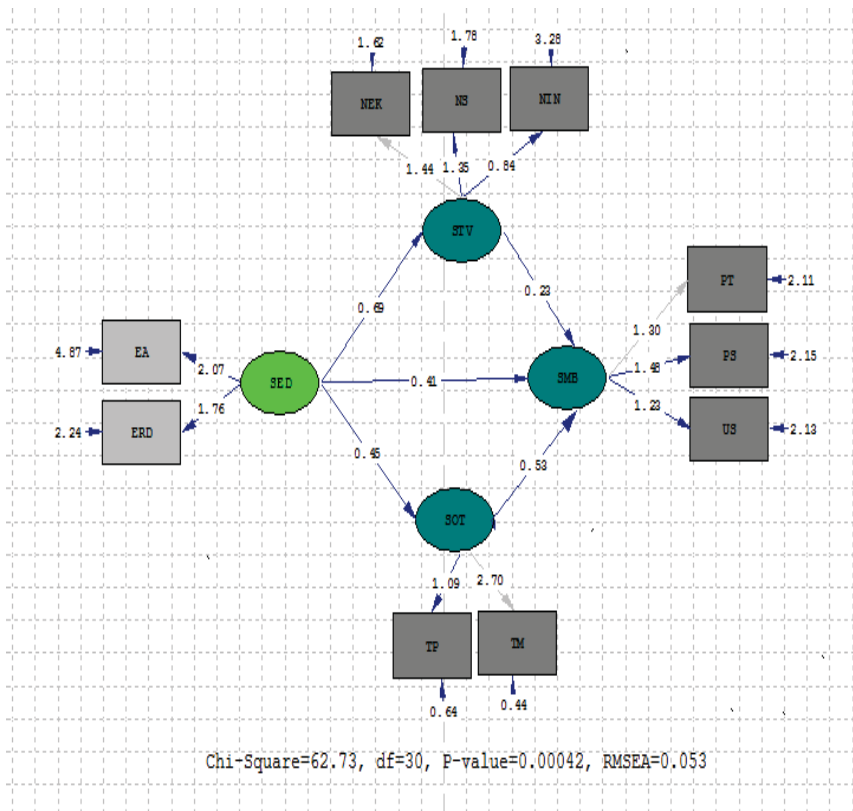 1.62
1.78
3.28
NEK
NS
NIN
1.44
1.35
0.84
STV
0.69
0.23
PT
2.11
1.30
4.87
EA
2.07
SED
0.41
SMB
1.48
PS
2.15
2.24
ERD
1.76
1.23
US
2.13
0.45
0.53
SOT
1.09
2.70
TP
TM
0.64
0.44
Chi-Square=62.73, df=30, P-value=0.00042, RMSEA=0.053